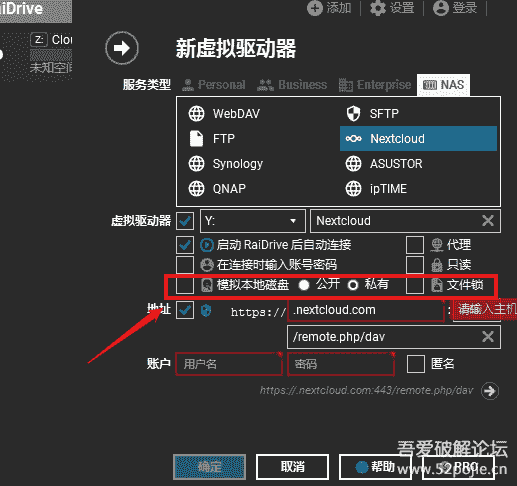 aiDrive
添加 设置 登录
Z: Clou
未知空间
新虚拟驱动器
服务类型 Personal Business Enterprise NAS
WebDAV SFTP
FTP Nextcloud
Synology ASUSTOR
QNAP ipTIME
虚拟驱动器 Y: Nextcloud
启动 RaiDrive 后自动连接 代理
在连接时输入账号密码 只读
模拟本地磁盘 公开 私有 文件锁
地址 https:// .nextcloud.com : 请输入主机
/remote.php/dav
账户 用户名 密码 匿名
https://.nextcloud.com:443/remote.php/dav
吾爱破解论坛
确定 取消 帮助 PRO
www.52pojie.cn